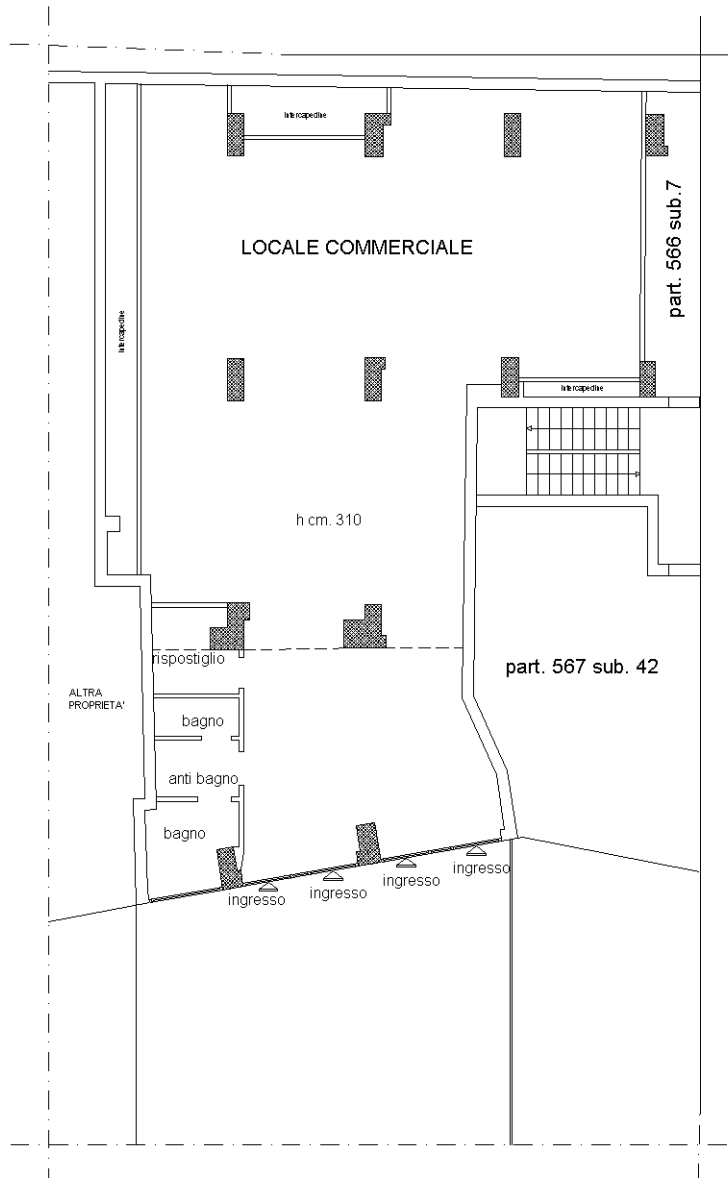 Intercapedine
LOCALE COMMERCIALE
part. 566 sub.7
Intercapedine
Intercapedine
h cm. 310
rispostiglio
part. 567 sub. 42
ALTRA
PROPRIETA'
bagno
anti bagno
bagno
ingresso
ingresso
ingresso
ingresso